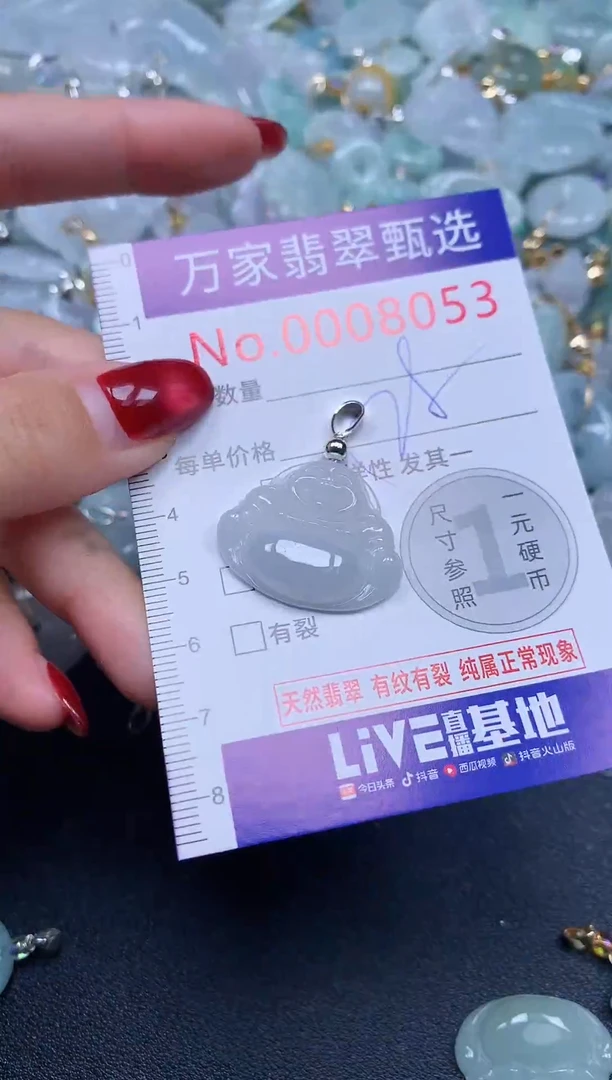 万家翡翠甄选
No.0008053
0
1
数量
每单价格
性 发其一
4
5
6
7
8
有裂
尺寸参照
1
一元硬币
天然翡翠 有纹有裂 纯属正常现象
LiVE直播基地
今日头条 抖音 西瓜视频 抖音火山版